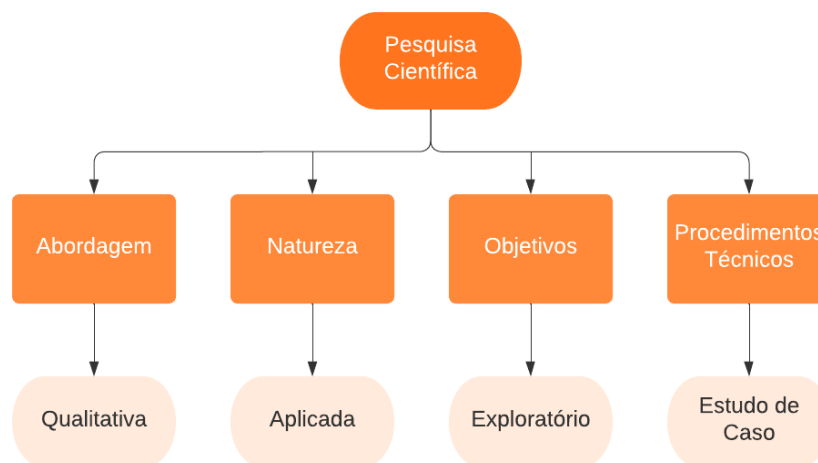 Pesquisa
Científica
Abordagem
Natureza
Objetivos
Procedimentos
Técnicos
Qualitativa
Aplicada
Exploratório
Estudo de
Caso